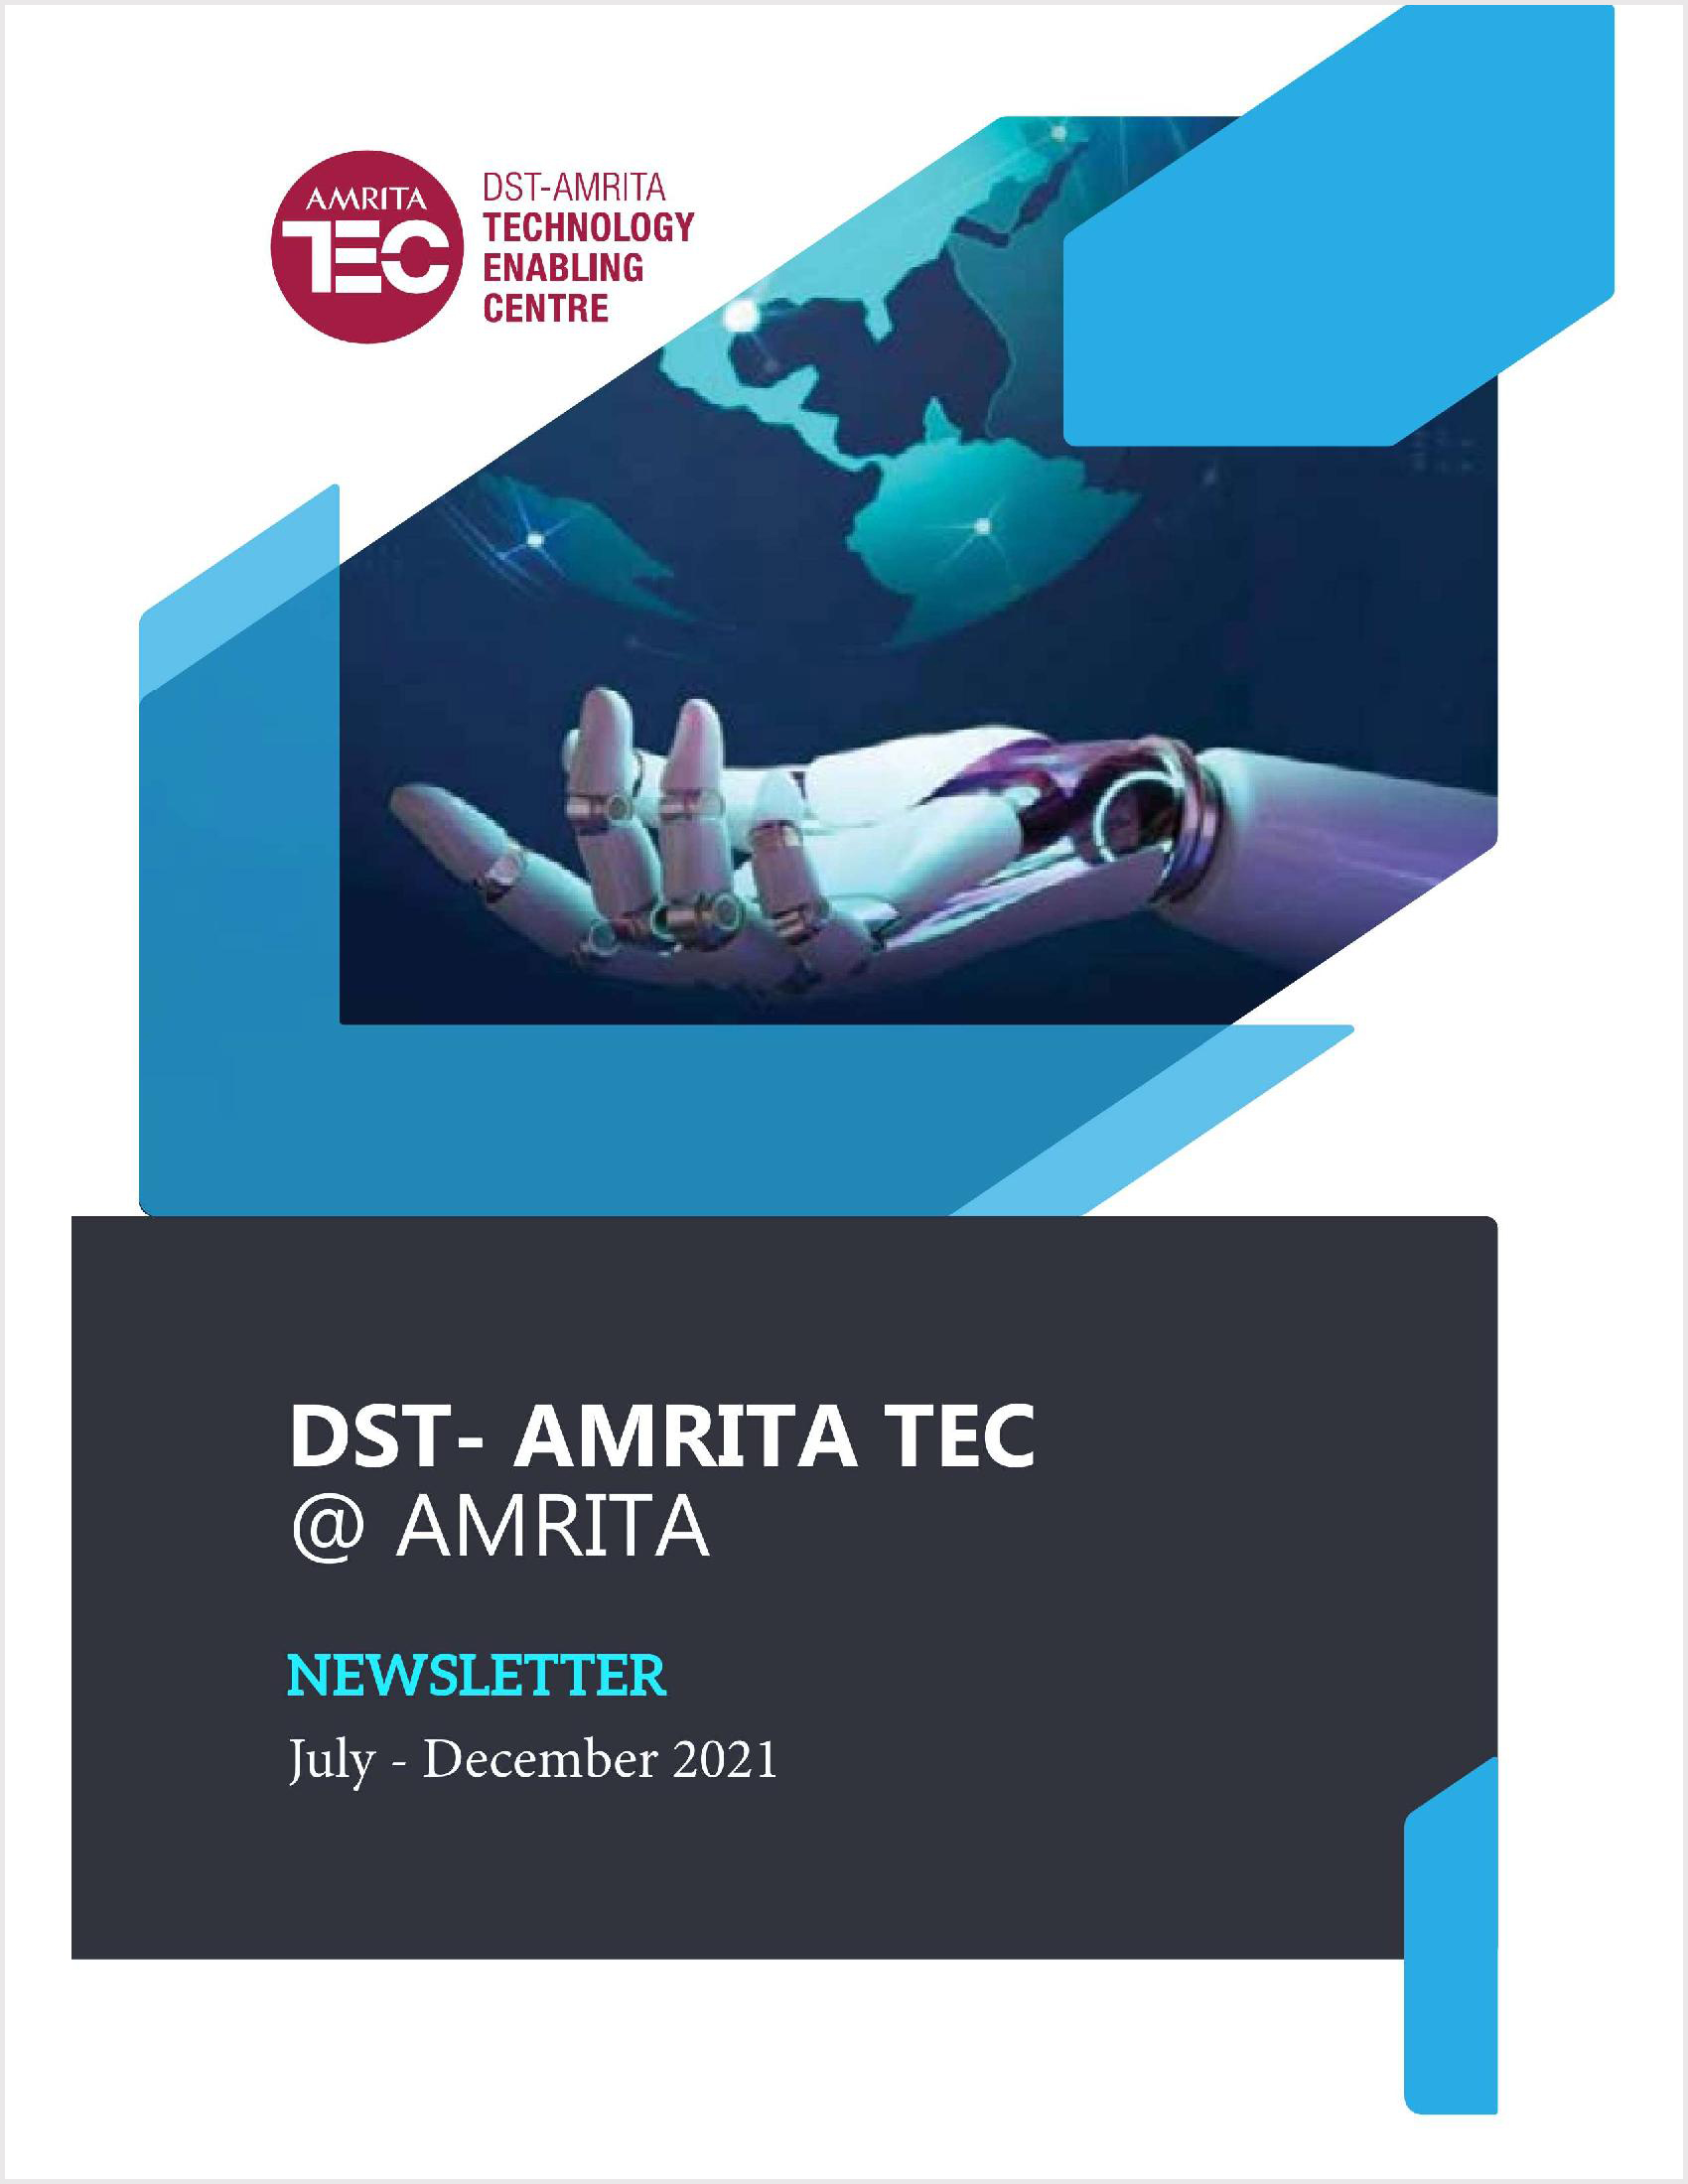 AMRITA
TEC
DST-AMRITA
TECHNOLOGY
ENABLING
CENTRE
DST- AMRITA TEC
@ AMRITA
NEWSLETTER
July - December 2021